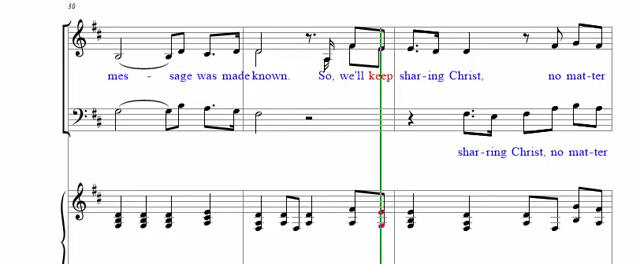 30
mes - sage was made known. So, we'll keep shar-ing Christ, no mat-ter
shar-ring Christ, no mat-ter